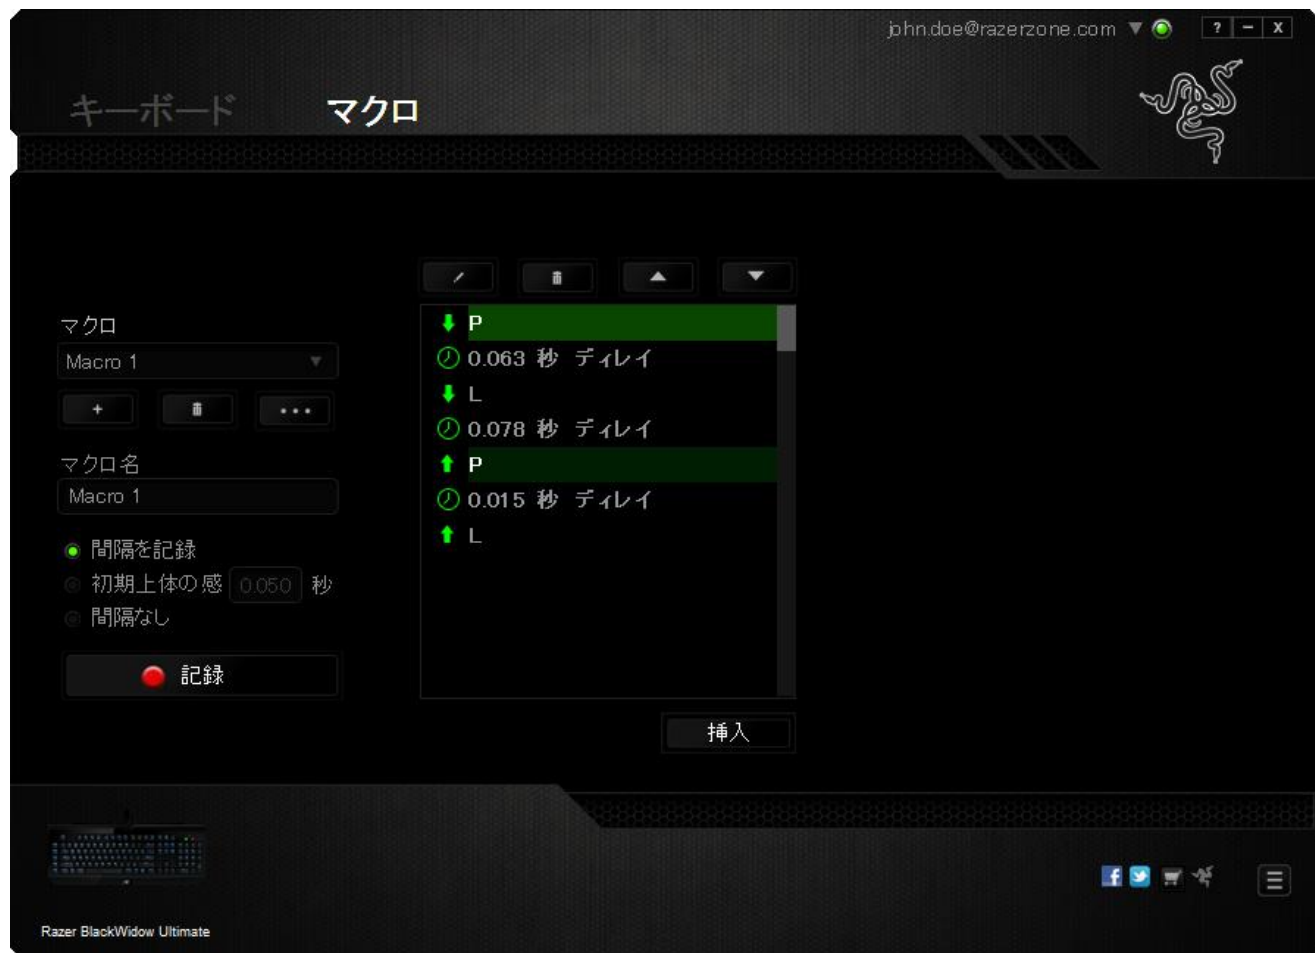 john.doe@razerzone.com
? - X
キーボード マクロ
マクロ
Macro 1
+
マクロ名
Macro 1
間隔を記録
初期上体の感 0.050 秒
間隔なし
記録
P
0.063 秒 ディレイ
L
0.078 秒 ディレイ
P
0.015 秒 ディレイ
L
挿入
Razer BlackWidow Ultimate